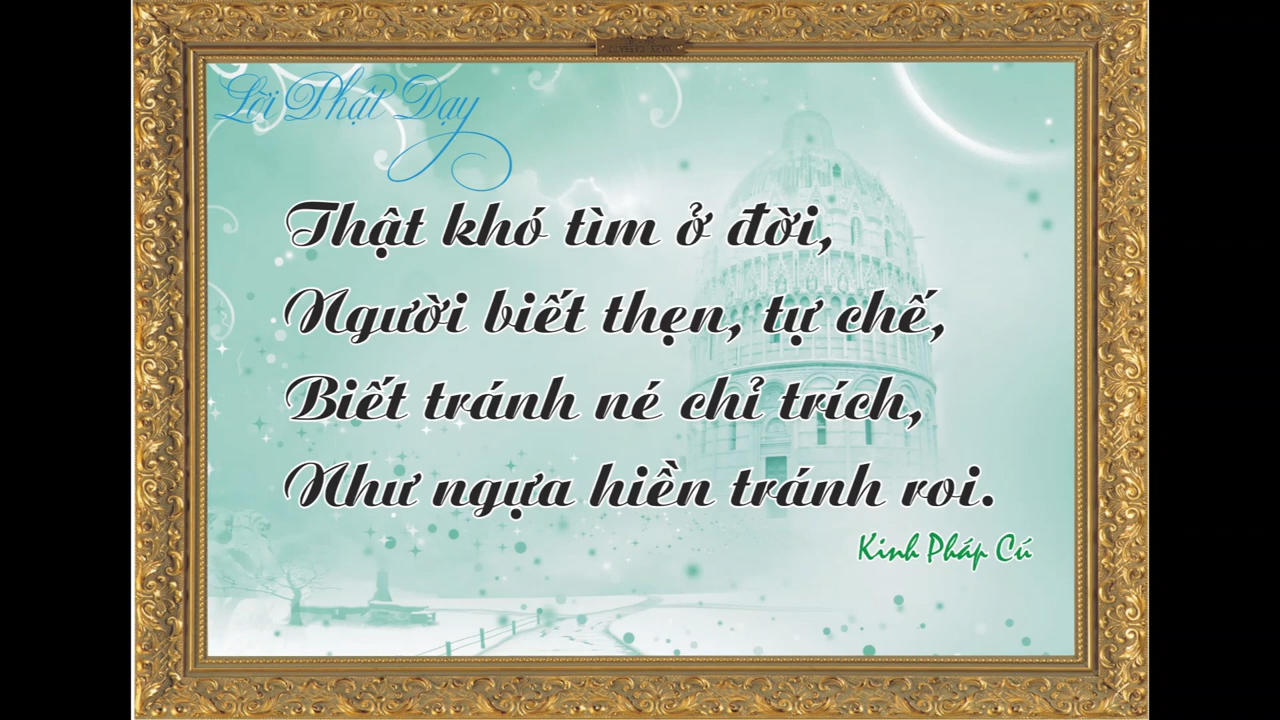 Lời Phật Dạy
Thật khó tìm ở đời,
Người biết thẹn, tự chế,
Biết tránh né chỉ trích,
Như ngựa hiền tránh roi.
Kinh Pháp Cú